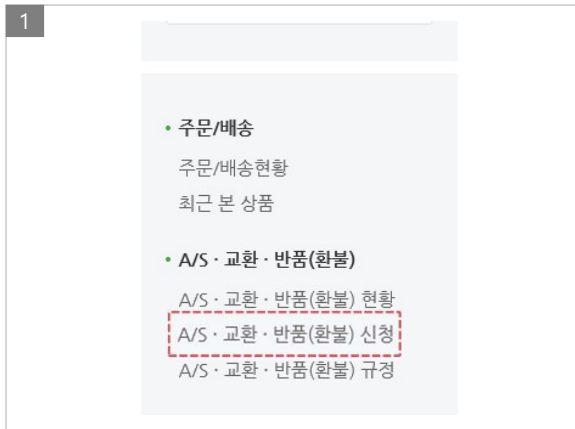 1
• 주문/배송
주문/배송현황
최근 본 상품
• A/S · 교환 · 반품(환불)
A/S · 교환 · 반품(환불) 현황
A/S · 교환 · 반품(환불) 신청
A/S · 교환 · 반품(환불) 규정